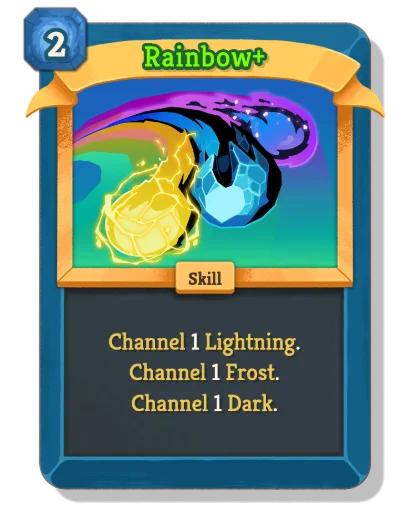 2
Rainbow+
Skill
Channel 1 Lightning.
Channel 1 Frost.
Channel 1 Dark.